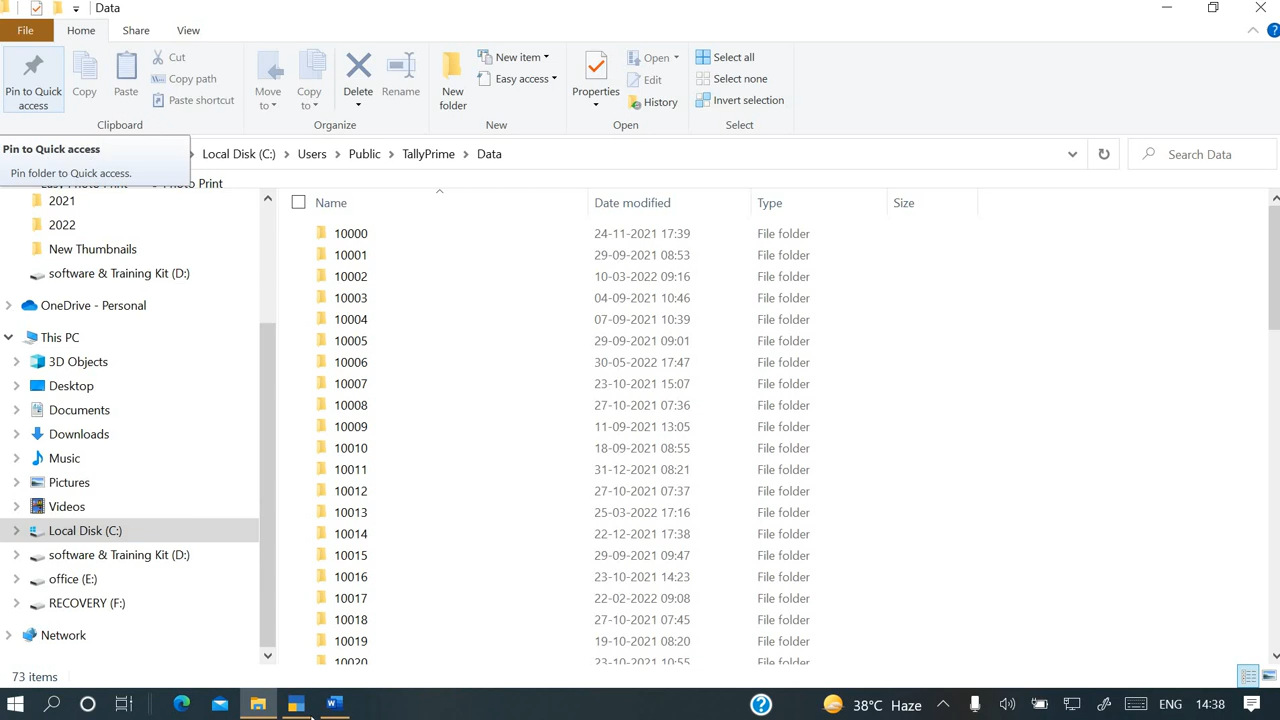 Data
File Home Share View
Pin to Quick access
Copy
Paste
Cut
Copy path
Paste shortcut
Clipboard
Move to
Copy to
Delete
Rename
Organize
New folder
New item
Easy access
New
Properties
Open
Edit
History
Open
Select all
Select none
Invert selection
Select
Pin to Quick access
Pin folder to Quick access.
Local Disk (C:) Users Public TallyPrime Data
Search Data
2021
2022
New Thumbnails
software & Training Kit (D:)
OneDrive - Personal
This PC
3D Objects
Desktop
Documents
Downloads
Music
Pictures
Videos
Local Disk (C:)
software & Training Kit (D:)
office (E:)
RECOVERY (F:)
Network
Name Date modified Type Size
10000 24-11-2021 17:39 File folder
10001 29-09-2021 08:53 File folder
10002 10-03-2022 09:16 File folder
10003 04-09-2021 10:46 File folder
10004 07-09-2021 10:39 File folder
10005 29-09-2021 09:01 File folder
10006 30-05-2022 17:47 File folder
10007 23-10-2021 15:07 File folder
10008 27-10-2021 07:36 File folder
10009 11-09-2021 13:05 File folder
10010 18-09-2021 08:55 File folder
10011 31-12-2021 08:21 File folder
10012 27-10-2021 07:37 File folder
10013 25-03-2022 17:16 File folder
10014 22-12-2021 17:38 File folder
10015 29-09-2021 09:47 File folder
10016 23-10-2021 14:23 File folder
10017 22-02-2022 09:08 File folder
10018 27-10-2021 07:45 File folder
10019 19-10-2021 08:20 File folder
10020 23-10-2021 10:55 File folder
73 items
38°C Haze ENG 14:38